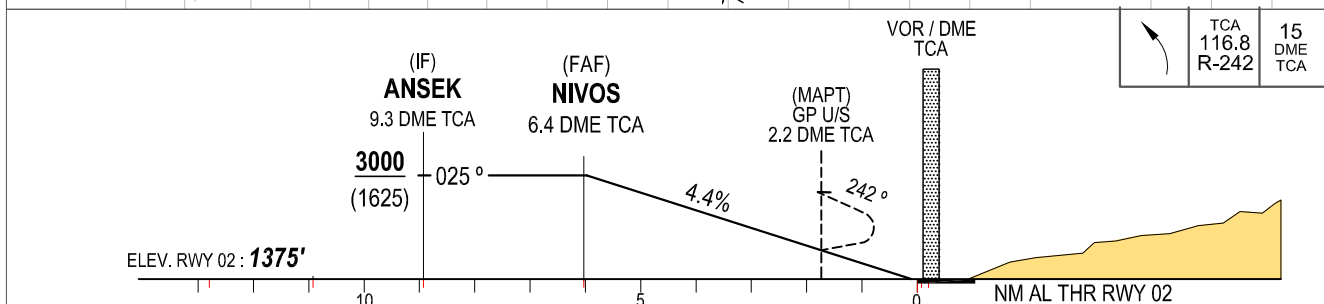 VOR / DME
TCA
TCA
116.8
R-242
15
DME
TCA
(IF)
ANSEK
9.3 DME TCA
(FAF)
NIVOS
6.4 DME TCA
(MAPT)
GP U/S
2.2 DME TCA
3000
(1625)
025 º
4.4%
242 º
ELEV. RWY 02 : 1375'
10
5
0
NM AL THR RWY 02